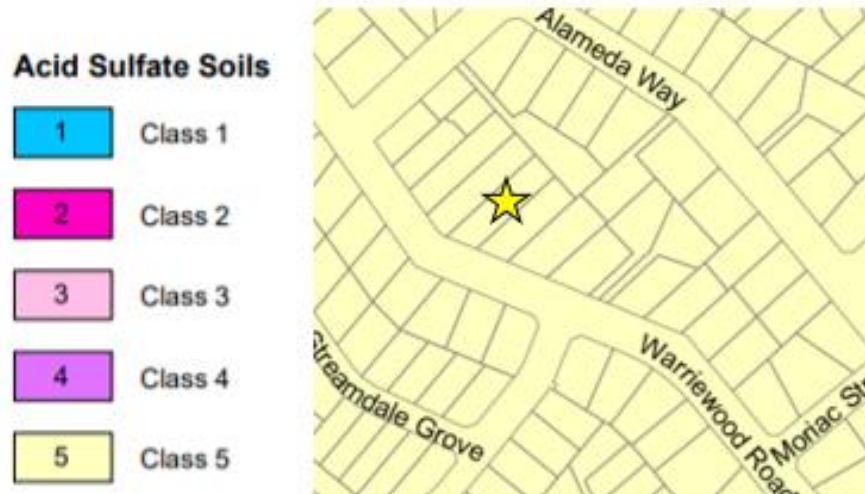 Acid Sulfate Soils
1 Class 1
2 Class 2
3 Class 3
4 Class 4
5 Class 5
Alameda Way
Warriewood Road
Streamdale Grove
Moriac St